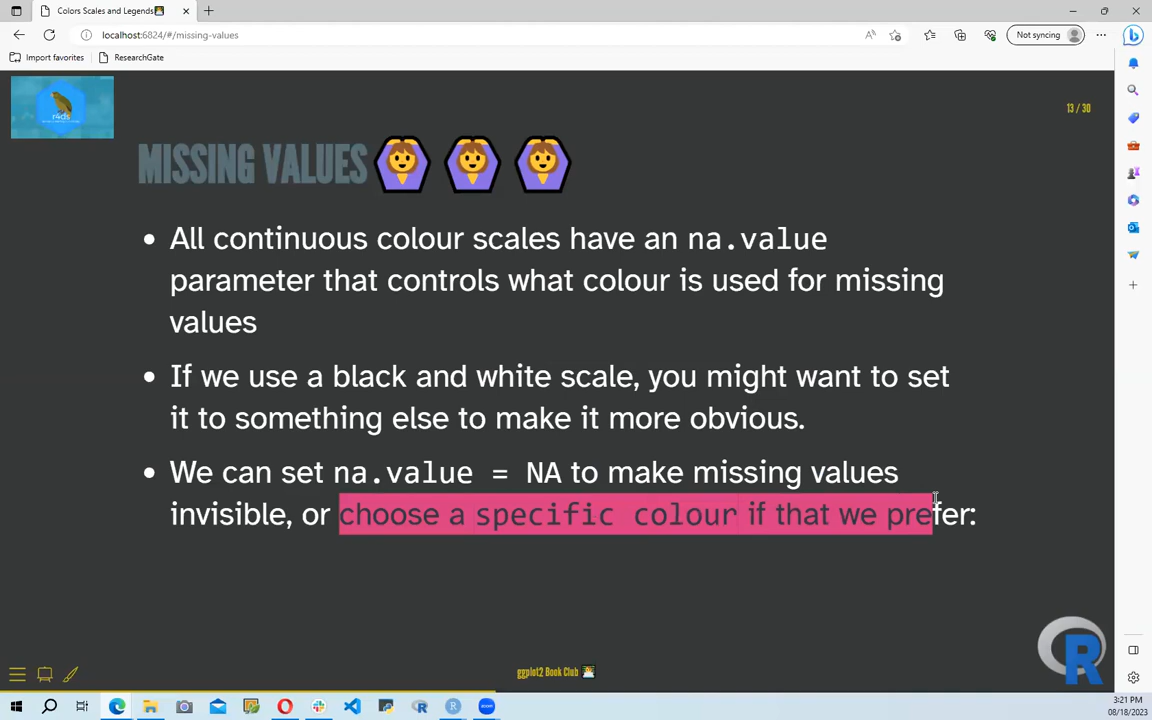 Colors Scales and Legends
localhost:6824/#/missing-values
Not syncing
Import favorites
ResearchGate
r4ds
13 / 30
MISSING VALUES
• All continuous colour scales have an na.value
parameter that controls what colour is used for missing
values
• If we use a black and white scale, you might want to set
it to something else to make it more obvious.
• We can set na.value = NA to make missing values
invisible, or choose a specific colour if that we prefer:
ggplot2 Book Club
R
3:21 PM
08/18/2023